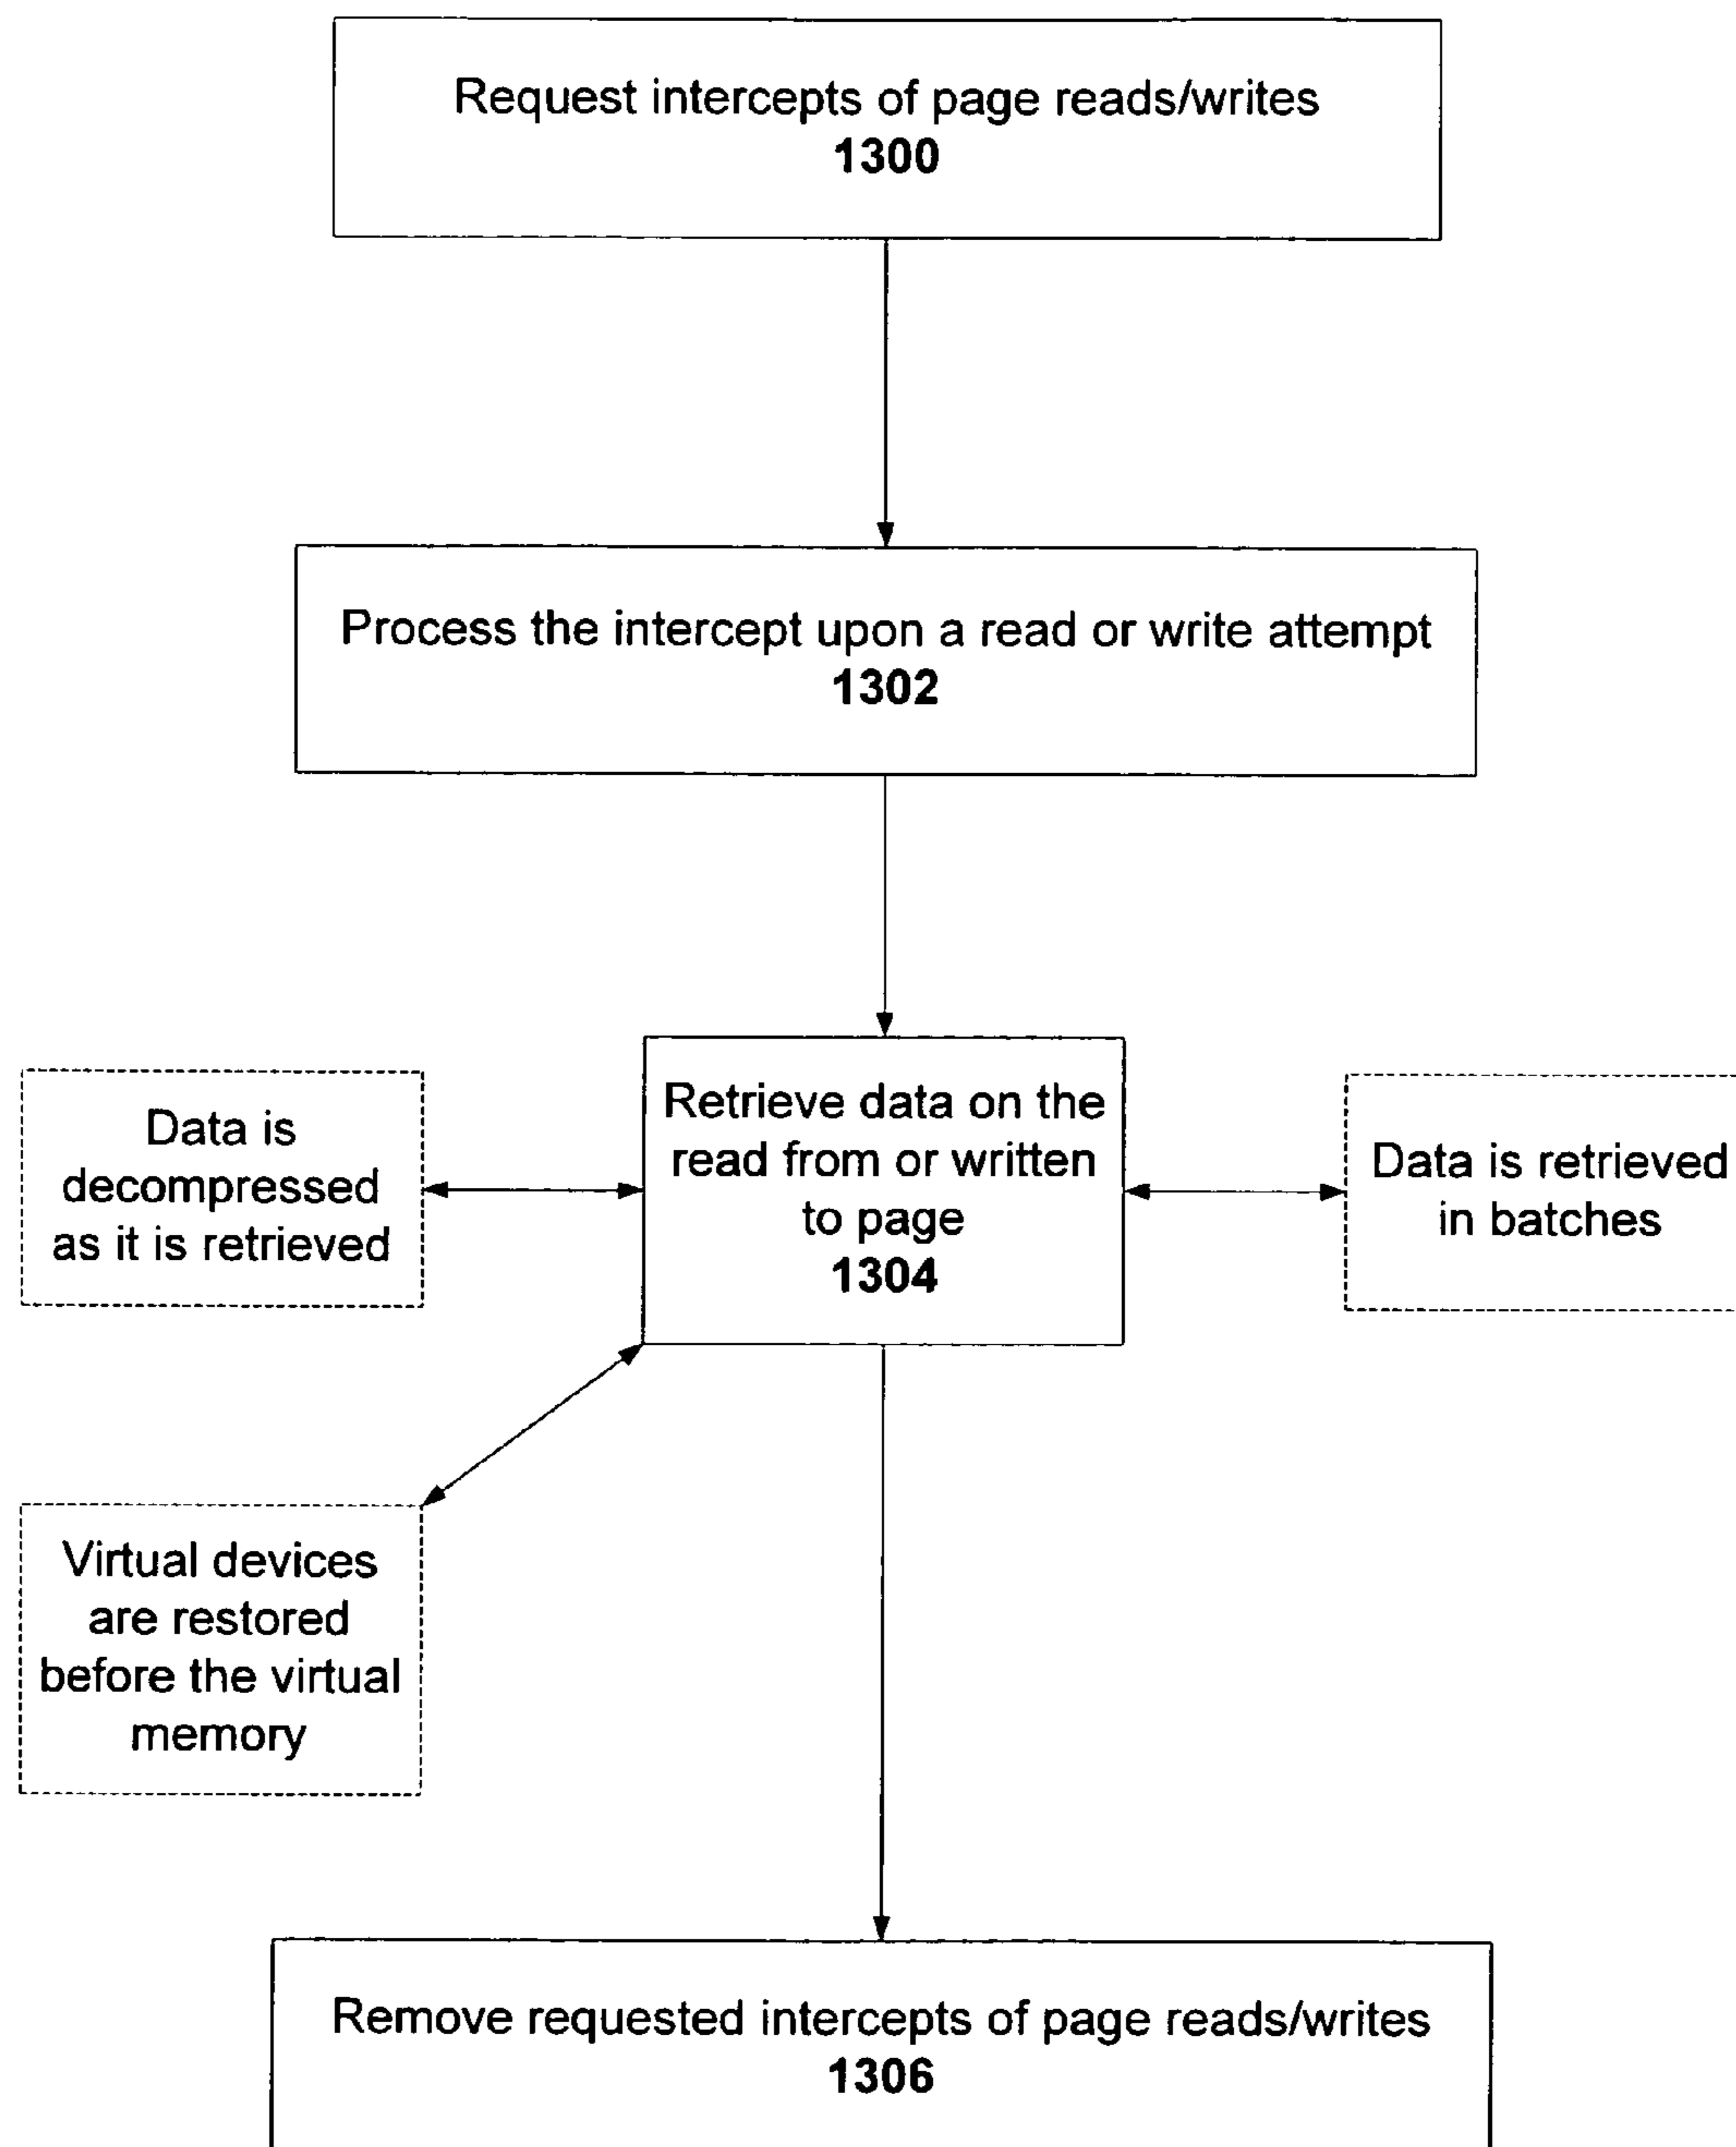 Request intercepts of page reads/writes
1300
Process the intercept upon a read or write attempt
1302
Retrieve data on the
read from or written
to page
1304
Data is
decompressed
as it is retrieved
Data is retrieved
in batches
Virtual devices
are restored
before the virtual
memory
Remove requested intercepts of page reads/writes
1306